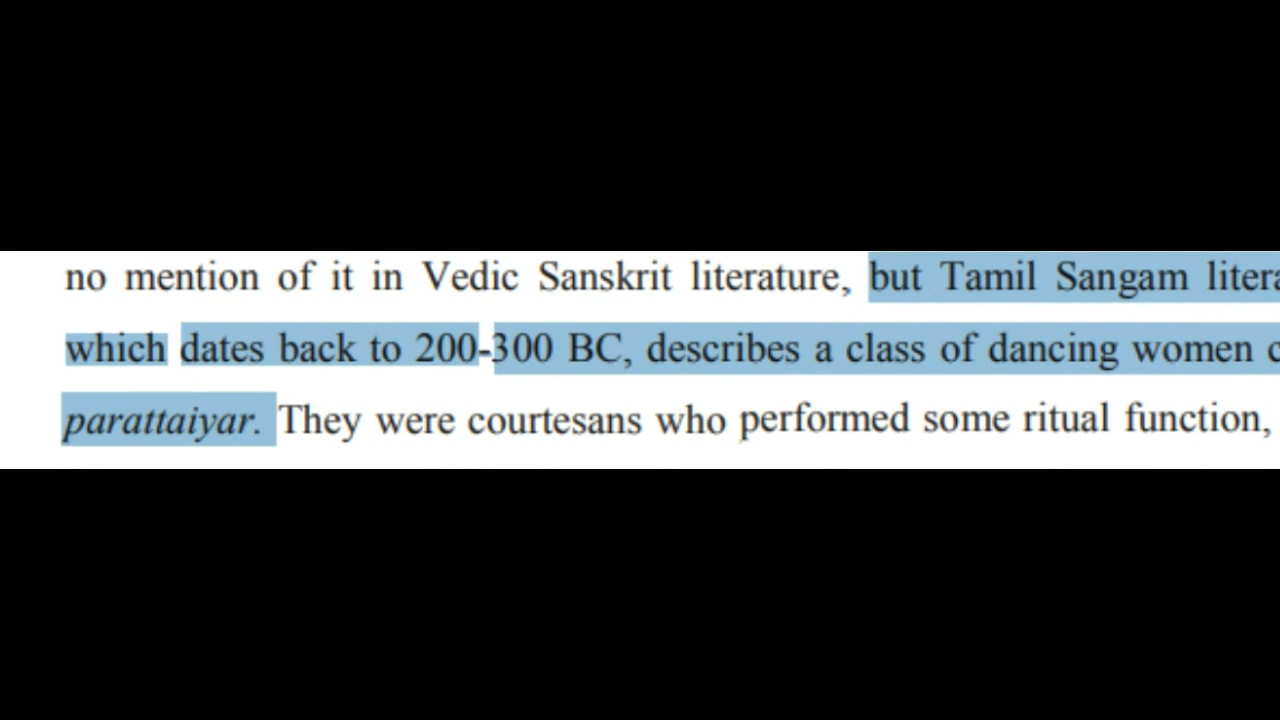 no mention of it in Vedic Sanskrit literature, but Tamil Sangam
which dates back to 200-300 BC, describes a class of dancing women
parattaiyar. They were courtesans who performed some ritual function,